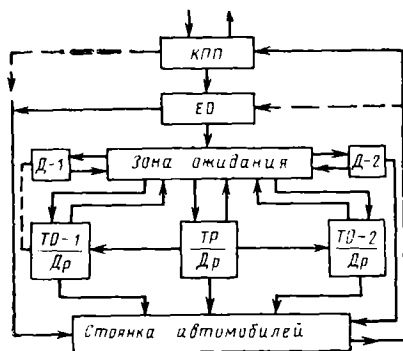 КПП
ЕО
Д-1
Зона ожидания
Д-2
ТО-1
Др
ТР
Др
ТО-2
Др
Стоянка автомобилей